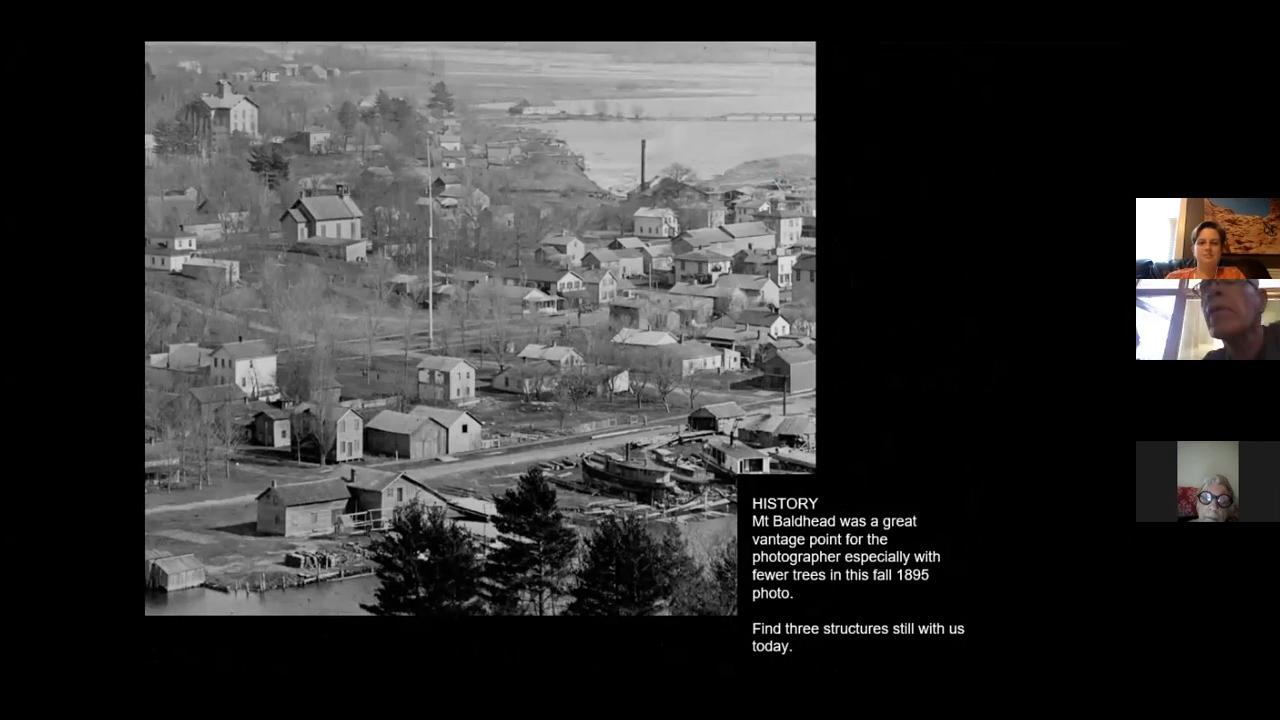 HISTORY
Mt Baldhead was a great
vantage point for the
photographer especially with
fewer trees in this fall 1895
photo.
Find three structures still with us
today.